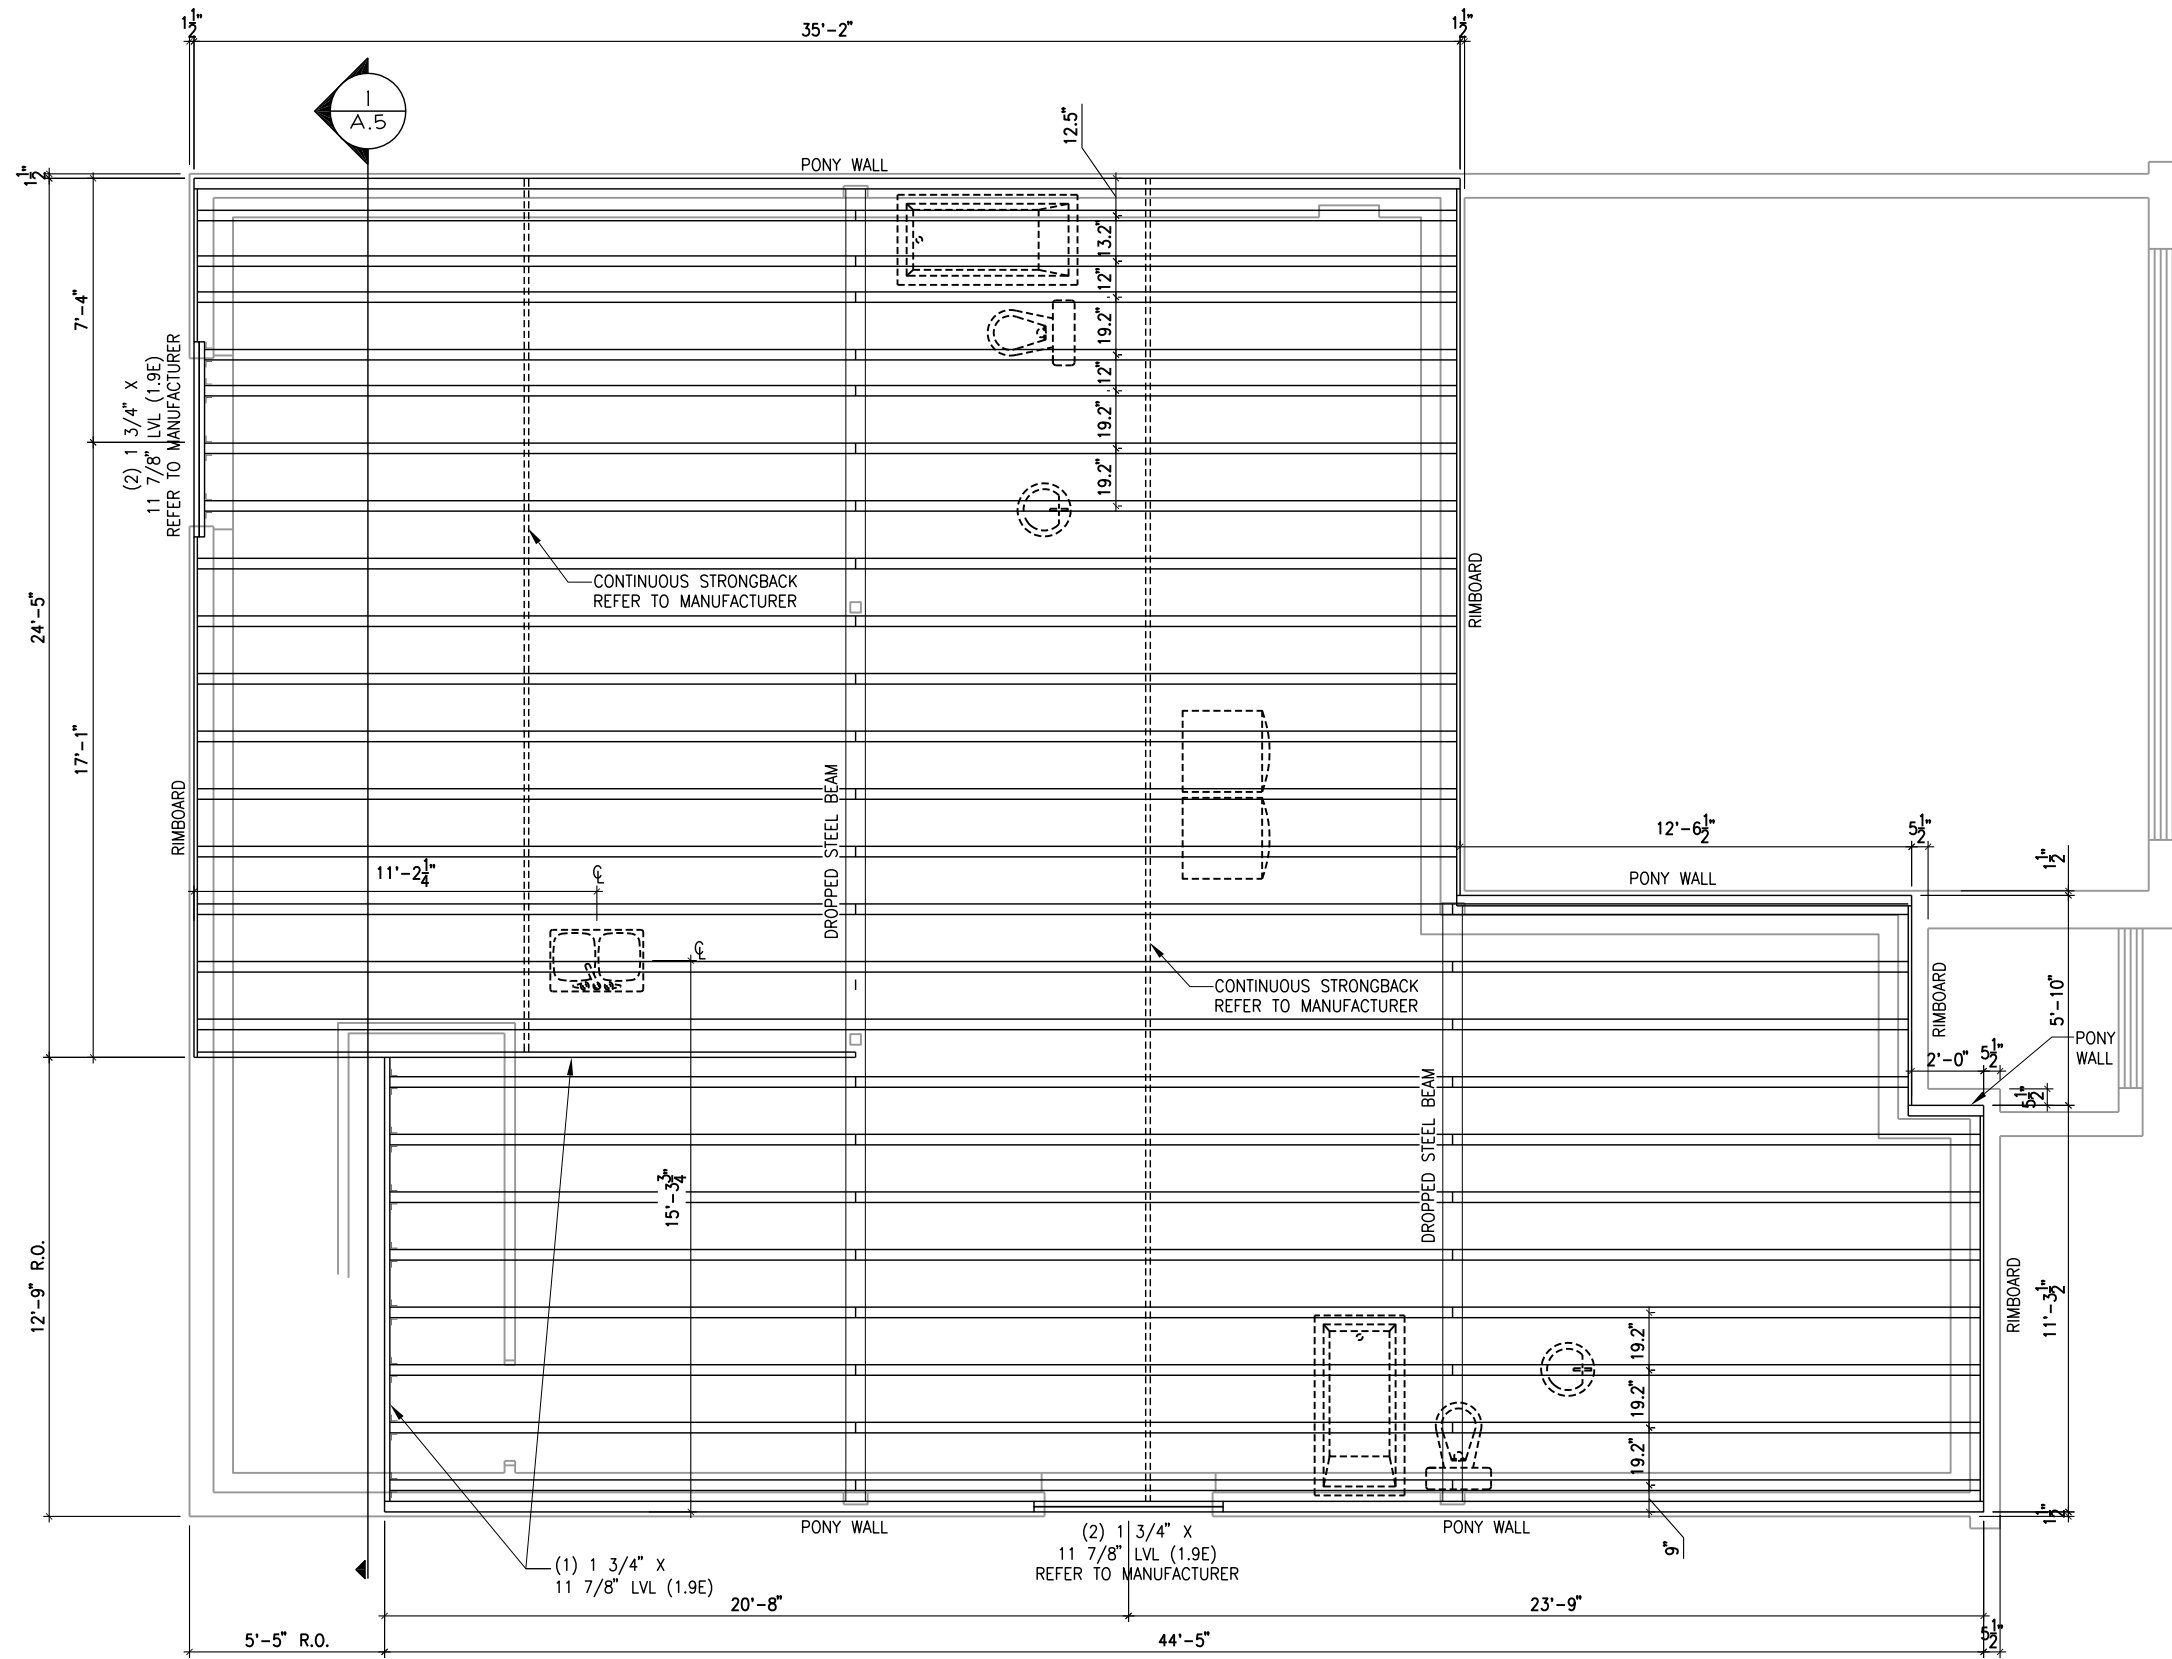 1 1/2"
35'-2"
1 1/2"
1
A.5
12.5"
PONY WALL
1 1/2"
13.2"
12"
19.2"
12"
19.2"
19.2"
7'-4"
(2) 1 3/4" X
11 7/8" LVL (1.9E)
REFER TO MANUFACTURER
24'-5"
17'-1"
CONTINUOUS STRONGBACK
REFER TO MANUFACTURER
RIMBOARD
RIMBOARD
DROPPED STEEL BEAM
11'-2 1/4"
℄
℄
12'-6 1/2"
5 1/2"
1 1/2"
PONY WALL
CONTINUOUS STRONGBACK
REFER TO MANUFACTURER
RIMBOARD
5'-10"
PONY
WALL
2'-0"
5 1/2"
5 1/2"
DROPPED STEEL BEAM
15'-3 3/4"
12'-9" R.O.
RIMBOARD
11'-3 1/2"
19.2"
19.2"
19.2"
9"
1 1/2"
PONY WALL
(2) 1 3/4" X
11 7/8" LVL (1.9E)
REFER TO MANUFACTURER
PONY WALL
(1) 1 3/4" X
11 7/8" LVL (1.9E)
20'-8"
23'-9"
5'-5" R.O.
44'-5"
5 1/2"